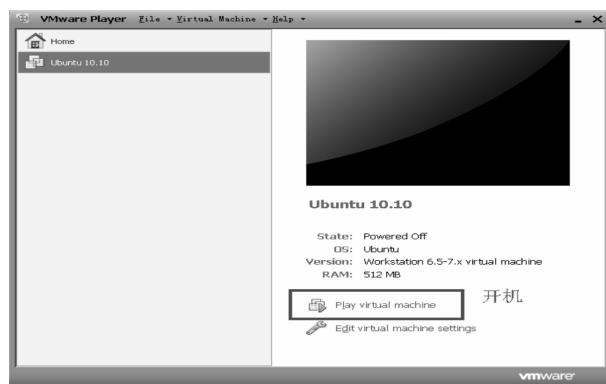 VMware Player File Virtual Machine Help
Home
Ubuntu 10.10
Ubuntu 10.10
State: Powered Off
OS: Ubuntu
Version: Workstation 6.5-7.x virtual machine
RAM: 512 MB
Play virtual machine 开机
Edit virtual machine settings
vmware